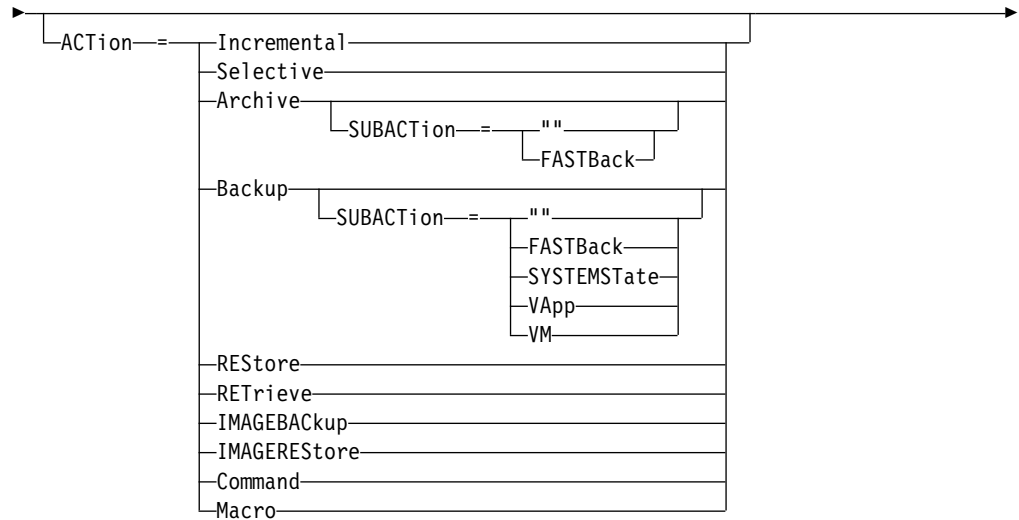 ACTion = Incremental
Selective
Archive
SUBACTion = ""
FASTBack
Backup
SUBACTion = ""
FASTBack
SYSTEMSTate
VApp
VM
REStore
RETrieve
IMAGEBACkup
IMAGEREStore
Command
Macro